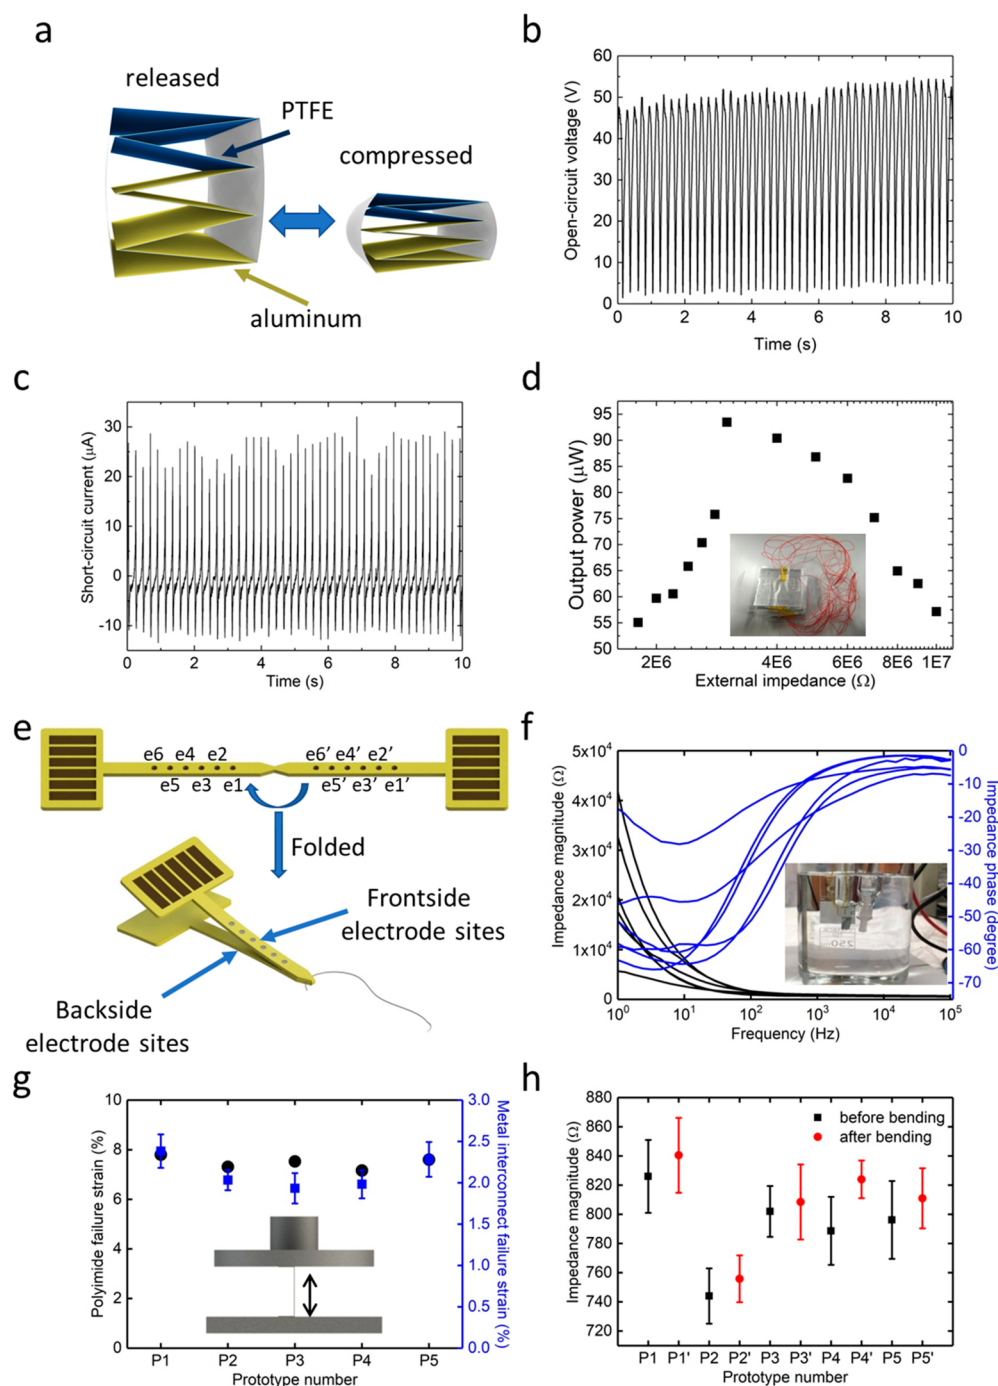 a
released
PTFE
compressed
aluminum
b
Open-circuit voltage (V)
60
50
40
30
20
10
0
0 2 4 6 8 10
Time (s)
c
Short-circuit current (μA)
30
20
10
0
-10
0 2 4 6 8 10
Time (s)
d
Output power (μW)
95
90
85
80
75
70
65
60
55
50
2E6 4E6 6E6 8E6 1E7
External impedance (Ω)
e
e6 e4 e2
e5 e3 e1
e6’ e4’ e2’
e5’ e3’ e1’
Folded
Frontside
electrode sites
Backside
electrode sites
f
Impedance magnitude (Ω)
5x10⁴
4x10⁴
3x10⁴
2x10⁴
1x10⁴
0
10⁰ 10¹ 10² 10³ 10⁴ 10⁵
Frequency (Hz)
0
-10
-20
-30
-40
-50
-60
-70
Impedance phase (degree)
250
g
Polyimide failure strain (%)
10
8
6
4
2
0
P1 P2 P3 P4 P5
Prototype number
3.0
2.5
2.0
1.5
1.0
0.5
0.0
Metal interconnect failure
strain (%)
h
Impedance magnitude (Ω)
880
860
840
820
800
780
760
740
720
before bending
after bending
P1 P1' P2 P2' P3 P3' P4 P4' P5 P5'
Prototype number